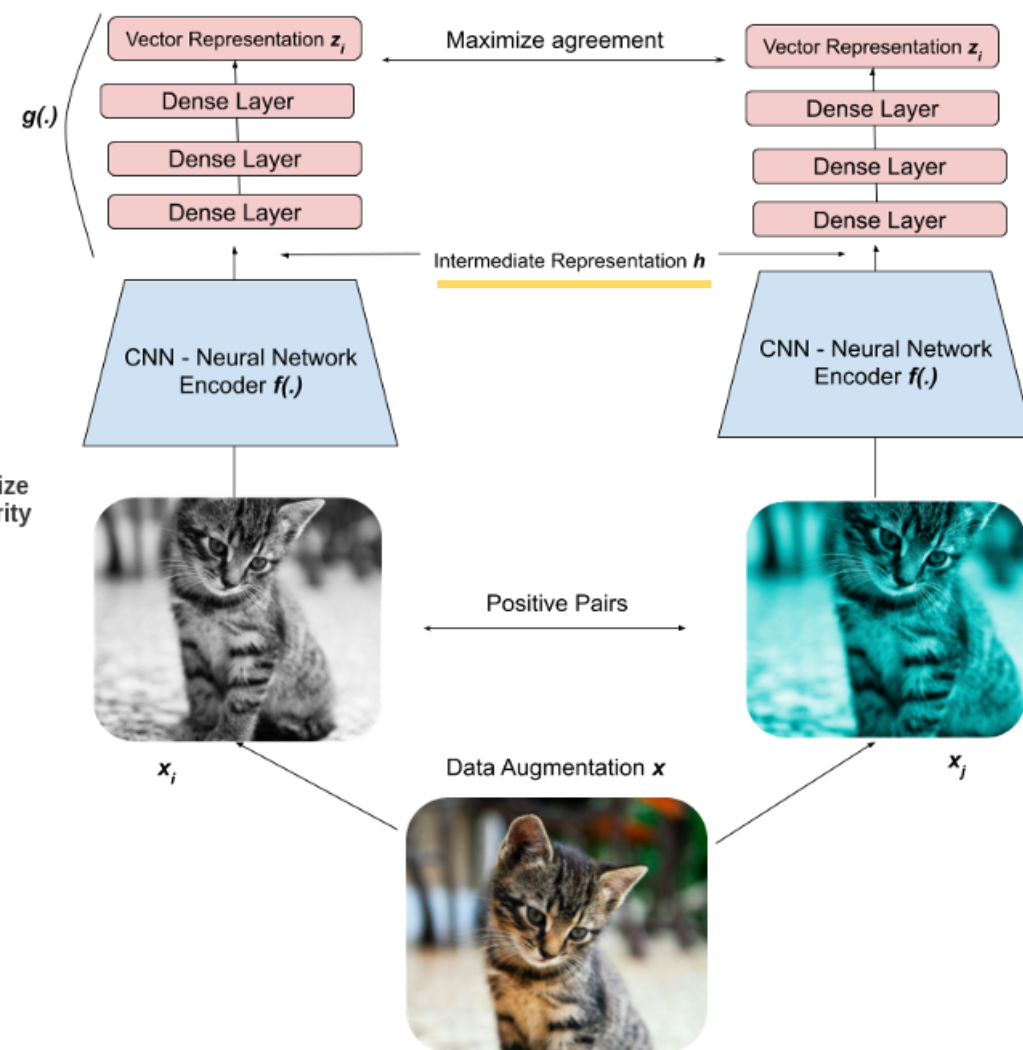 Vector Representation z_i
Maximize agreement
Vector Representation z_i
g(.)
Dense Layer
Dense Layer
Dense Layer
Dense Layer
Dense Layer
Dense Layer
Intermediate Representation h
CNN - Neural Network
Encoder f(.)
CNN - Neural Network
Encoder f(.)
ize
rity
Positive Pairs
x_i
Data Augmentation x
x_j